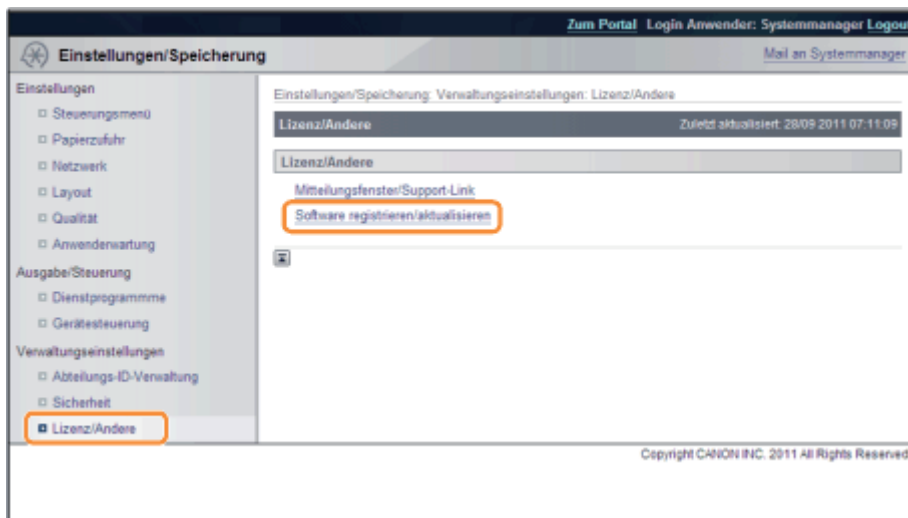 Zum Portal Login Anwender: Systemmanager Logou
Einstellungen/Speicherung
Mail an Systemmanager
Einstellungen
Steuerungsmenü
Papierzufuhr
Netzwerk
Layout
Qualität
Anwenderwartung
Ausgabe/Steuerung
Dienstprogrammme
Gerätesteuerung
Verwaltungseinstellungen
Abteilungs-ID-Verwaltung
Sicherheit
Lizenz/Andere
Einstellungen/Speicherung: Verwaltungseinstellungen: Lizenz/Andere
Lizenz/Andere
Zuletzt aktualisiert: 28/09 2011 07:11:09
Lizenz/Andere
Mitteilungsfenster/Support-Link
Software registrieren/aktualisieren
Copyright CANON INC. 2011 All Rights Reserved